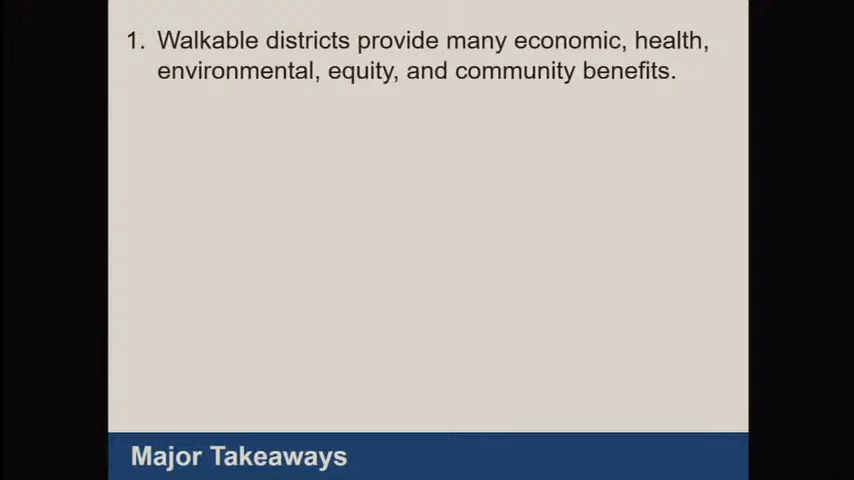 1. Walkable districts provide many economic, health,
environmental, equity, and community benefits.
Major Takeaways